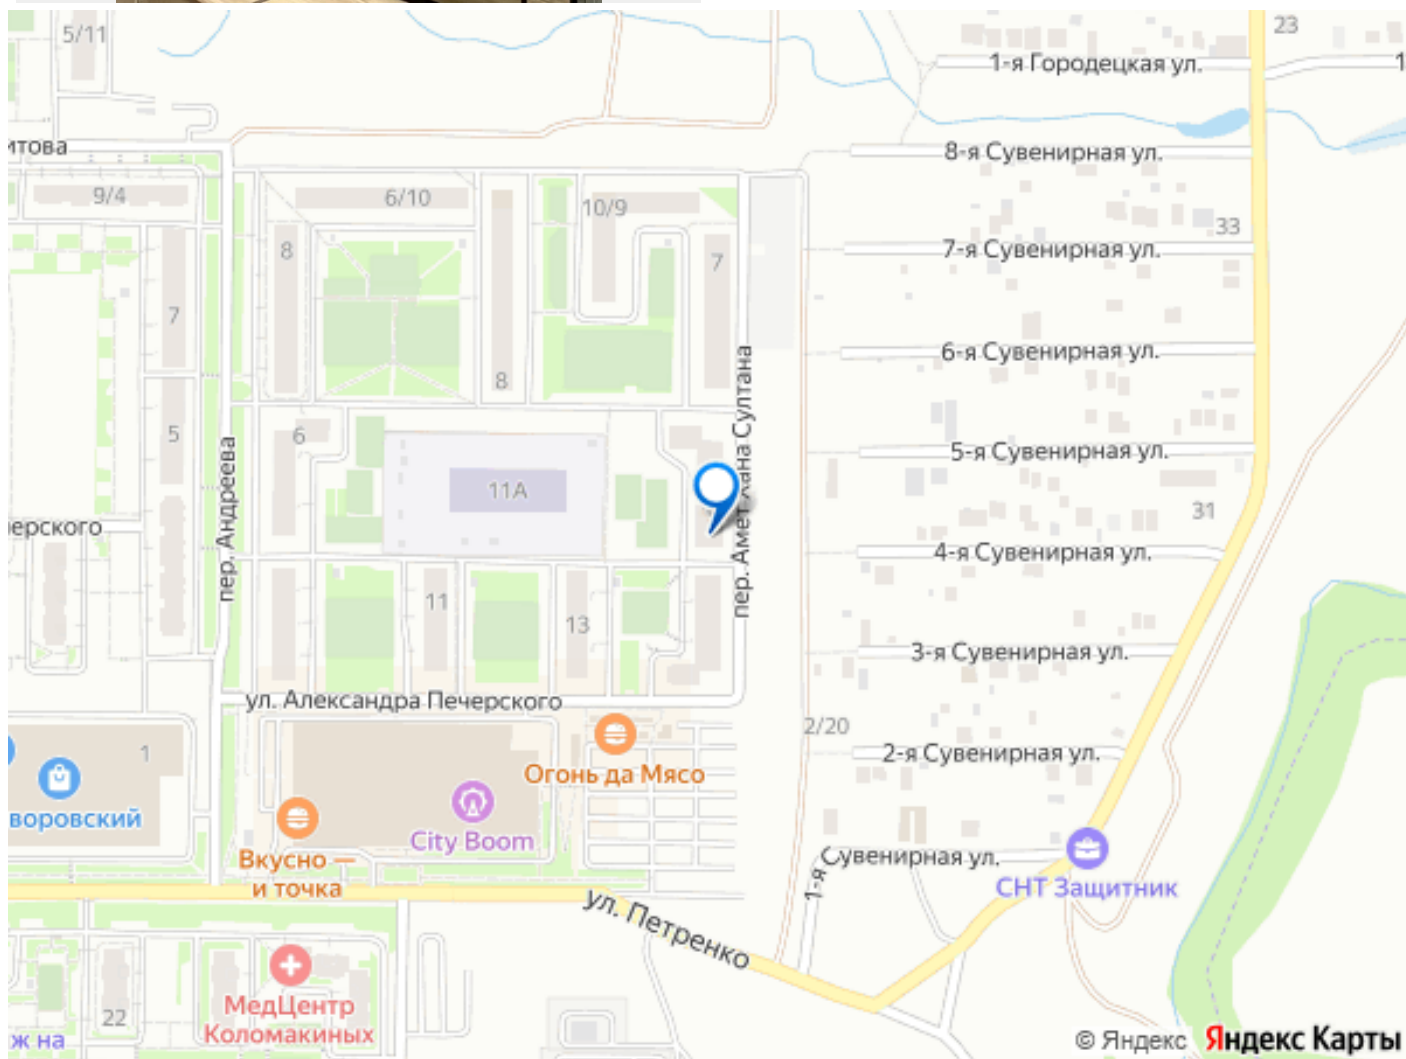 5/11
23
1-я Городецкая ул.
1
итова
8-я Сувенирная ул.
9/4
6/10
10/9
33
8
7
7-я Сувенирная ул.
7
6-я Сувенирная ул.
8
5
6
пер. Андреева
пер. Амет-Хана Султана
5-я Сувенирная ул.
11А
31
ерского
4-я Сувенирная ул.
11
13
3-я Сувенирная ул.
ул. Александра Печерского
2/20
1
2-я Сувенирная ул.
Огонь да Мясо
воровский
City Boom
Вкусно —
и точка
1-я Сувенирная ул.
СНТ Защитник
ул. Петренко
МедЦентр
Коломакиных
22
ж на
© Яндекс Яндекс Карты